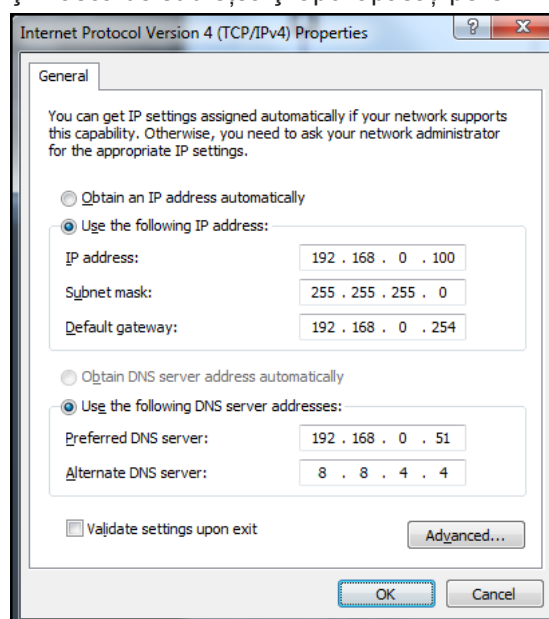 Internet Protocol Version 4 (TCP/IPv4) Properties
General
You can get IP settings assigned automatically if your network supports
this capability. Otherwise, you need to ask your network administrator
for the appropriate IP settings.
Obtain an IP address automatically
Use the following IP address:
IP address: 192 . 168 . 0 . 100
Subnet mask: 255 . 255 . 255 . 0
Default gateway: 192 . 168 . 0 . 254
Obtain DNS server address automatically
Use the following DNS server addresses:
Preferred DNS server: 192 . 168 . 0 . 51
Alternate DNS server: 8 . 8 . 4 . 4
Validate settings upon exit
Advanced...
OK Cancel